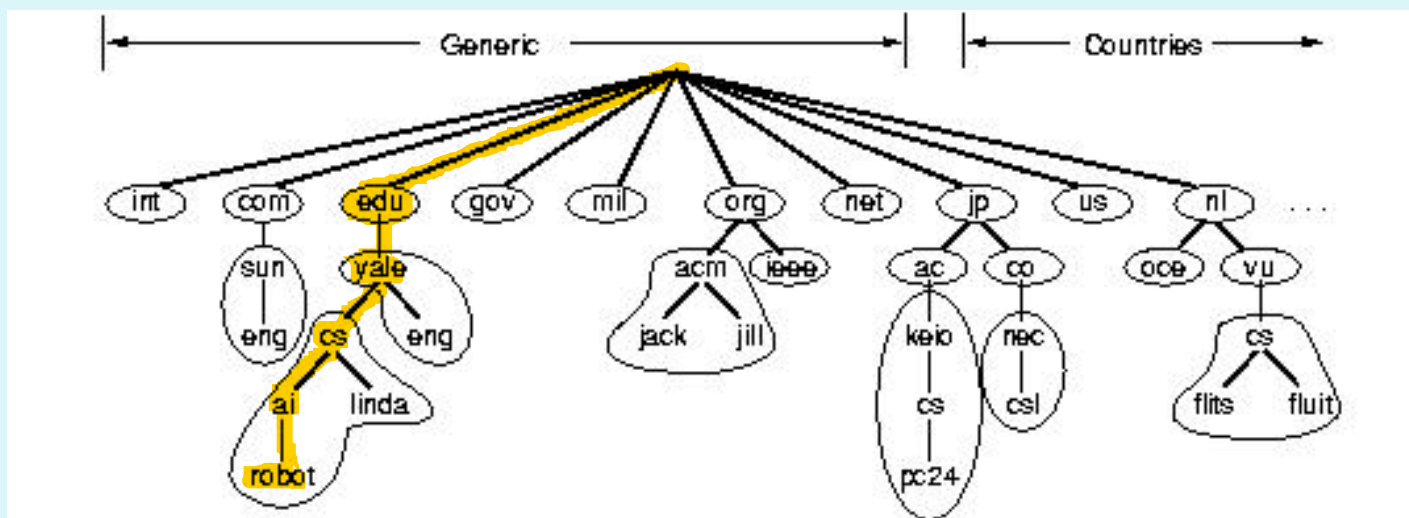 Generic Countries
int com edu gov mil org net jp us nl ....
sun yale acm ieee ac co oce vu
eng cs eng jack jill keio nec cs
ai linda cs csl flits fluit
robot pc24